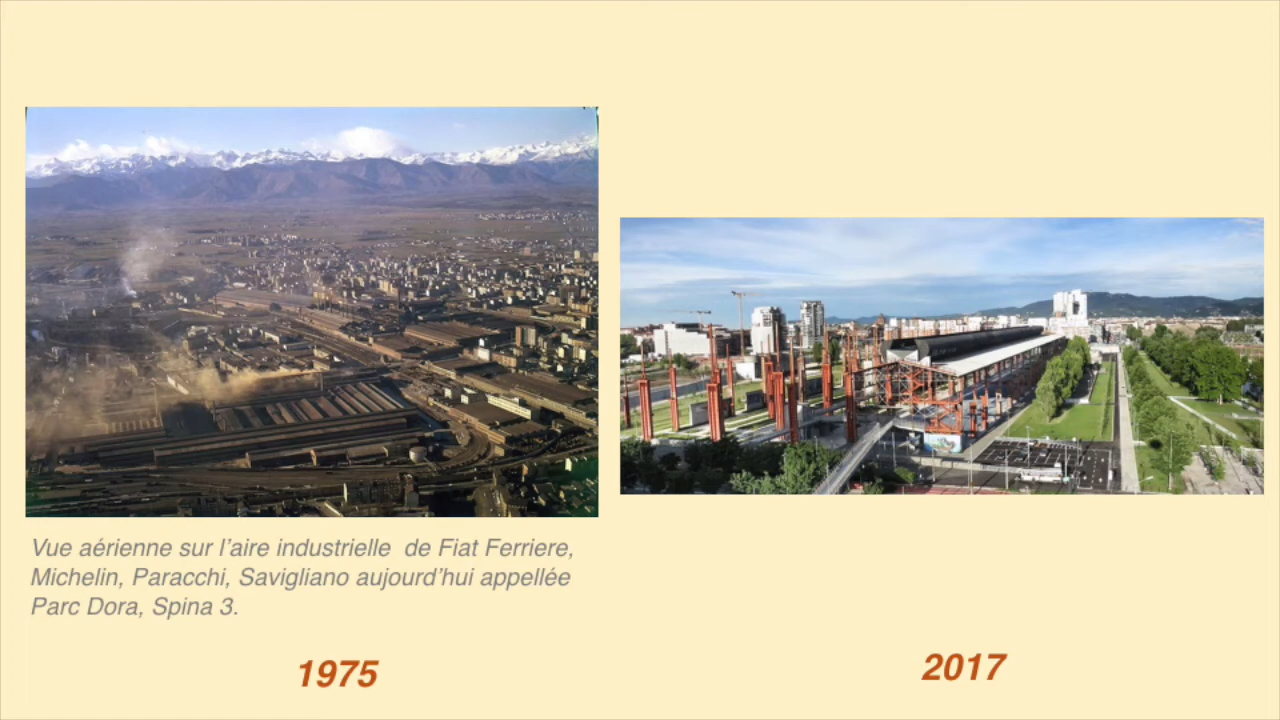 Vue aérienne sur l’aire industrielle  de Fiat Ferriere,
Michelin, Paracchi, Savigliano aujourd’hui appellée
Parc Dora, Spina 3.
1975
2017